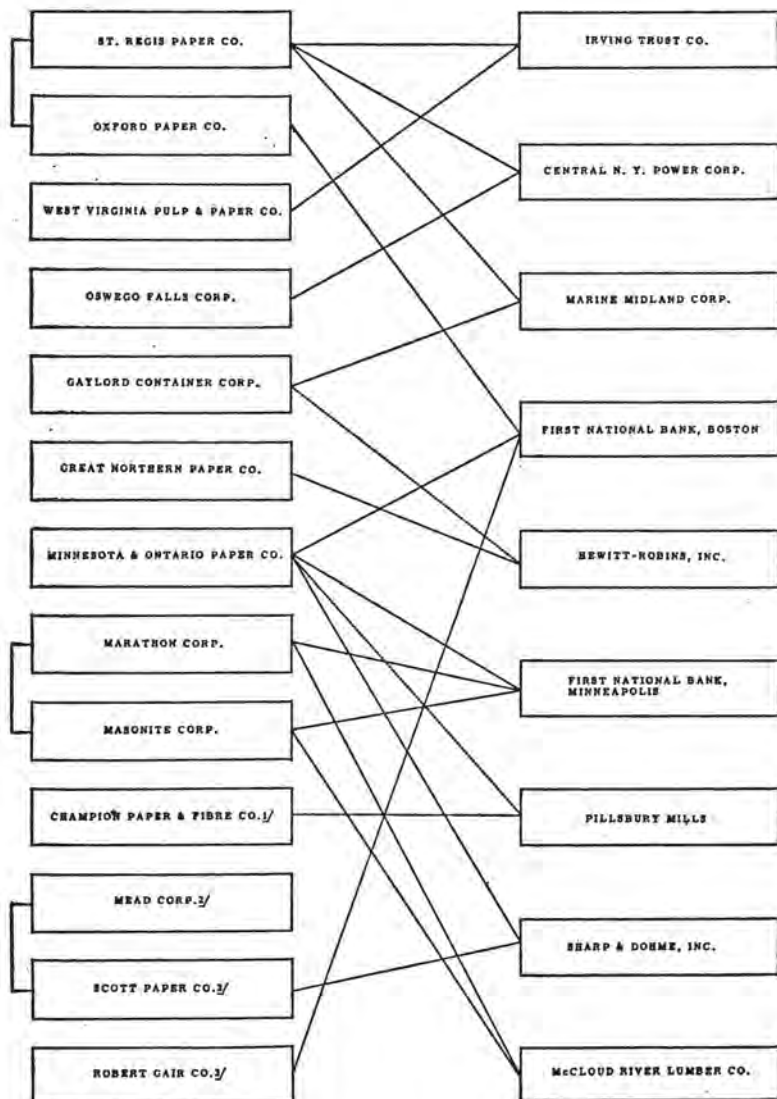 ST. REGIS PAPER CO.
OXFORD PAPER CO.
WEST VIRGINIA PULP & PAPER CO.
OSWEGO FALLS CORP.
GAYLORD CONTAINER CORP.
GREAT NORTHERN PAPER CO.
MINNESOTA & ONTARIO PAPER CO.
MARATHON CORP.
MASONITE CORP.
CHAMPION PAPER & FIBRE CO.1/
MEAD CORP.2/
SCOTT PAPER CO.2/
ROBERT GAIR CO.3/
IRVING TRUST CO.
CENTRAL N. Y. POWER CORP.
MARINE MIDLAND CORP.
FIRST NATIONAL BANK, BOSTON
HEWITT-ROBINS, INC.
FIRST NATIONAL BANK,
MINNEAPOLIS
PILLSBURY MILLS
SHARP & DOHME, INC.
McCLOUD RIVER LUMBER CO.